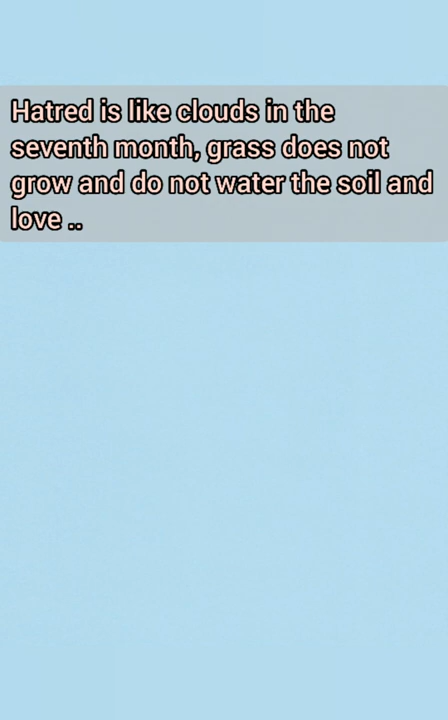 Hatred is like clouds in the
seventh month, grass does not
grow and do not water the soil and
love ..